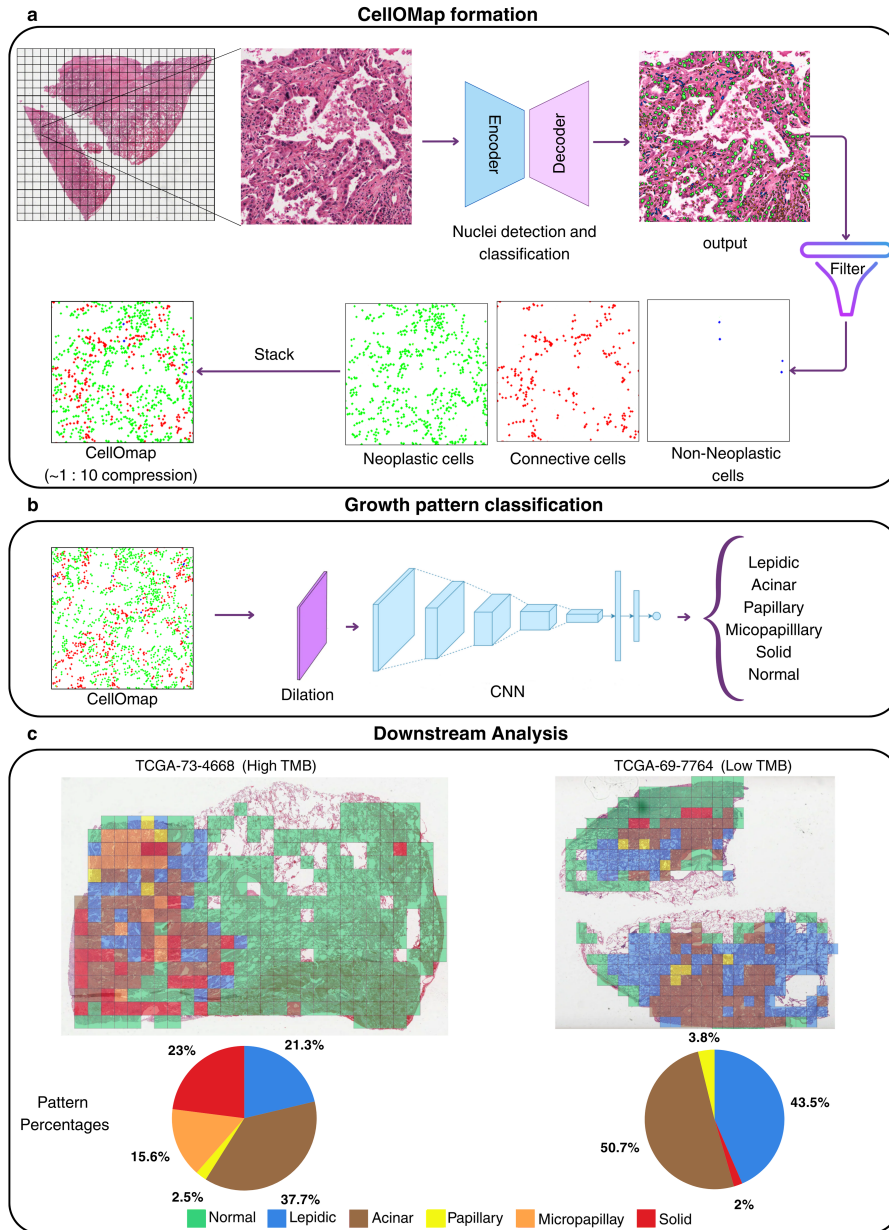 a
CellOMap formation
Encoder
Decoder
Nuclei detection and
classification
output
Filter
Stack
CellOmap
(~1 : 10 compression)
Neoplastic cells
Connective cells
Non-Neoplastic
cells
b
Growth pattern classification
CellOmap
Dilation
CNN
Lepidic
Acinar
Papillary
Micopapilllary
Solid
Normal
c
Downstream Analysis
TCGA-73-4668 (High TMB)
TCGA-69-7764 (Low TMB)
Pattern
Percentages
23%
21.3%
15.6%
2.5%
37.7%
3.8%
43.5%
50.7%
2%
Normal
Lepidic
Acinar
Papillary
Micropapillay
Solid